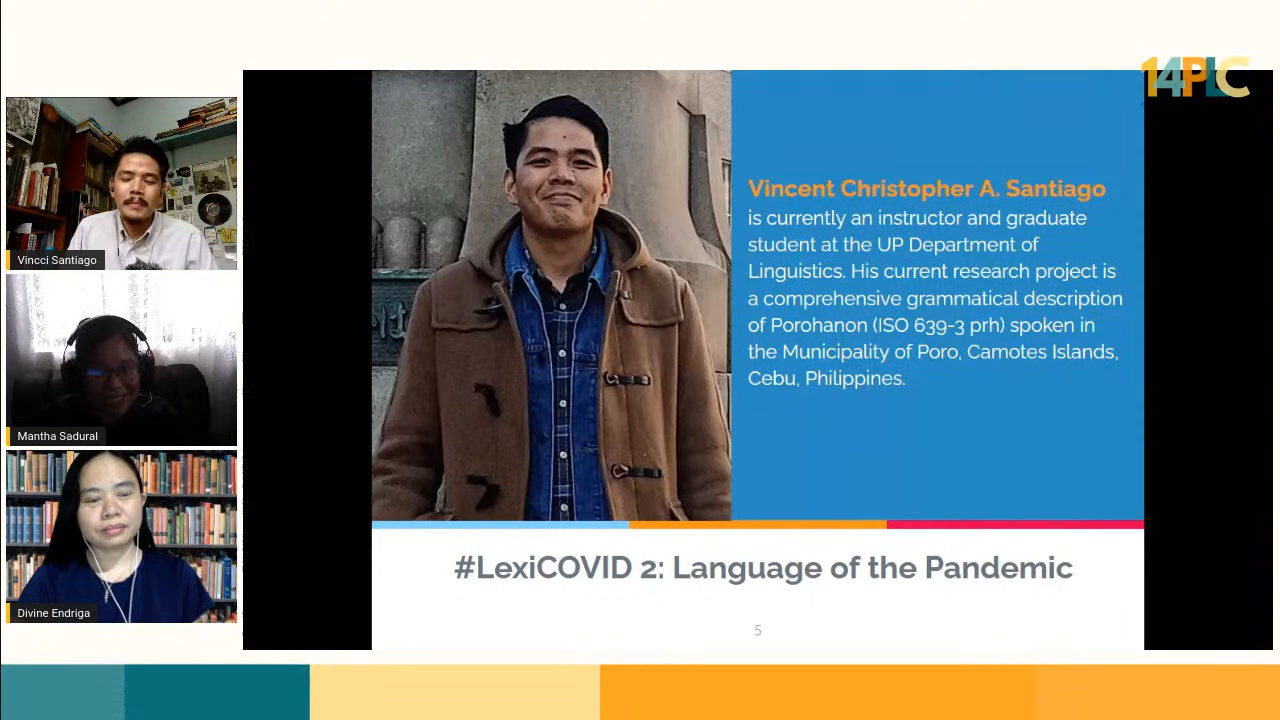 14PLC
Vincci Santiago
Mantha Sadural
Divine Endriga
Vincent Christopher A. Santiago
is currently an instructor and graduate
student at the UP Department of
Linguistics. His current research project is
a comprehensive grammatical description
of Porohanon (ISO 639-3 prh) spoken in
the Municipality of Poro, Camotes Islands,
Cebu, Philippines.
#LexiCOVID 2: Language of the Pandemic
5